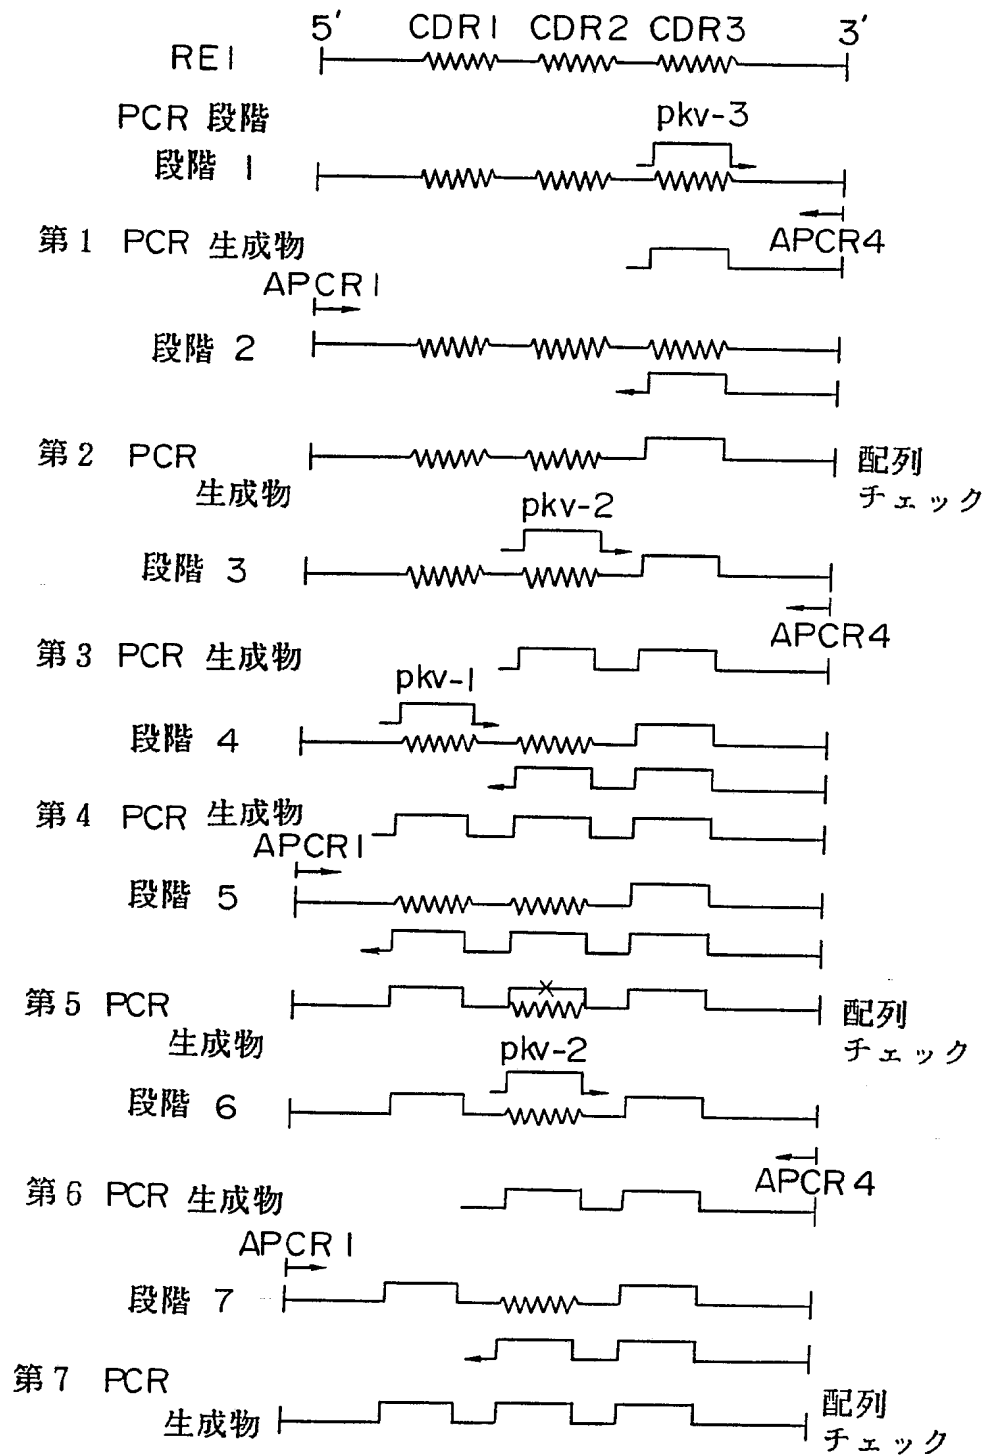 5' CDR1 CDR2 CDR3 3'
RE1
PCR 段階
pkv-3
段階 1
第1 PCR 生成物
APCR4
APCR1
段階 2
第2 PCR
生成物
配列
チェック
pkv-2
段階 3
APCR4
第3 PCR 生成物
pkv-1
段階 4
第4 PCR 生成物
APCR1
段階 5
第5 PCR
生成物
配列
チェック
pkv-2
段階 6
APCR4
第6 PCR 生成物
APCR1
段階 7
第7 PCR
生成物
配列
チェック